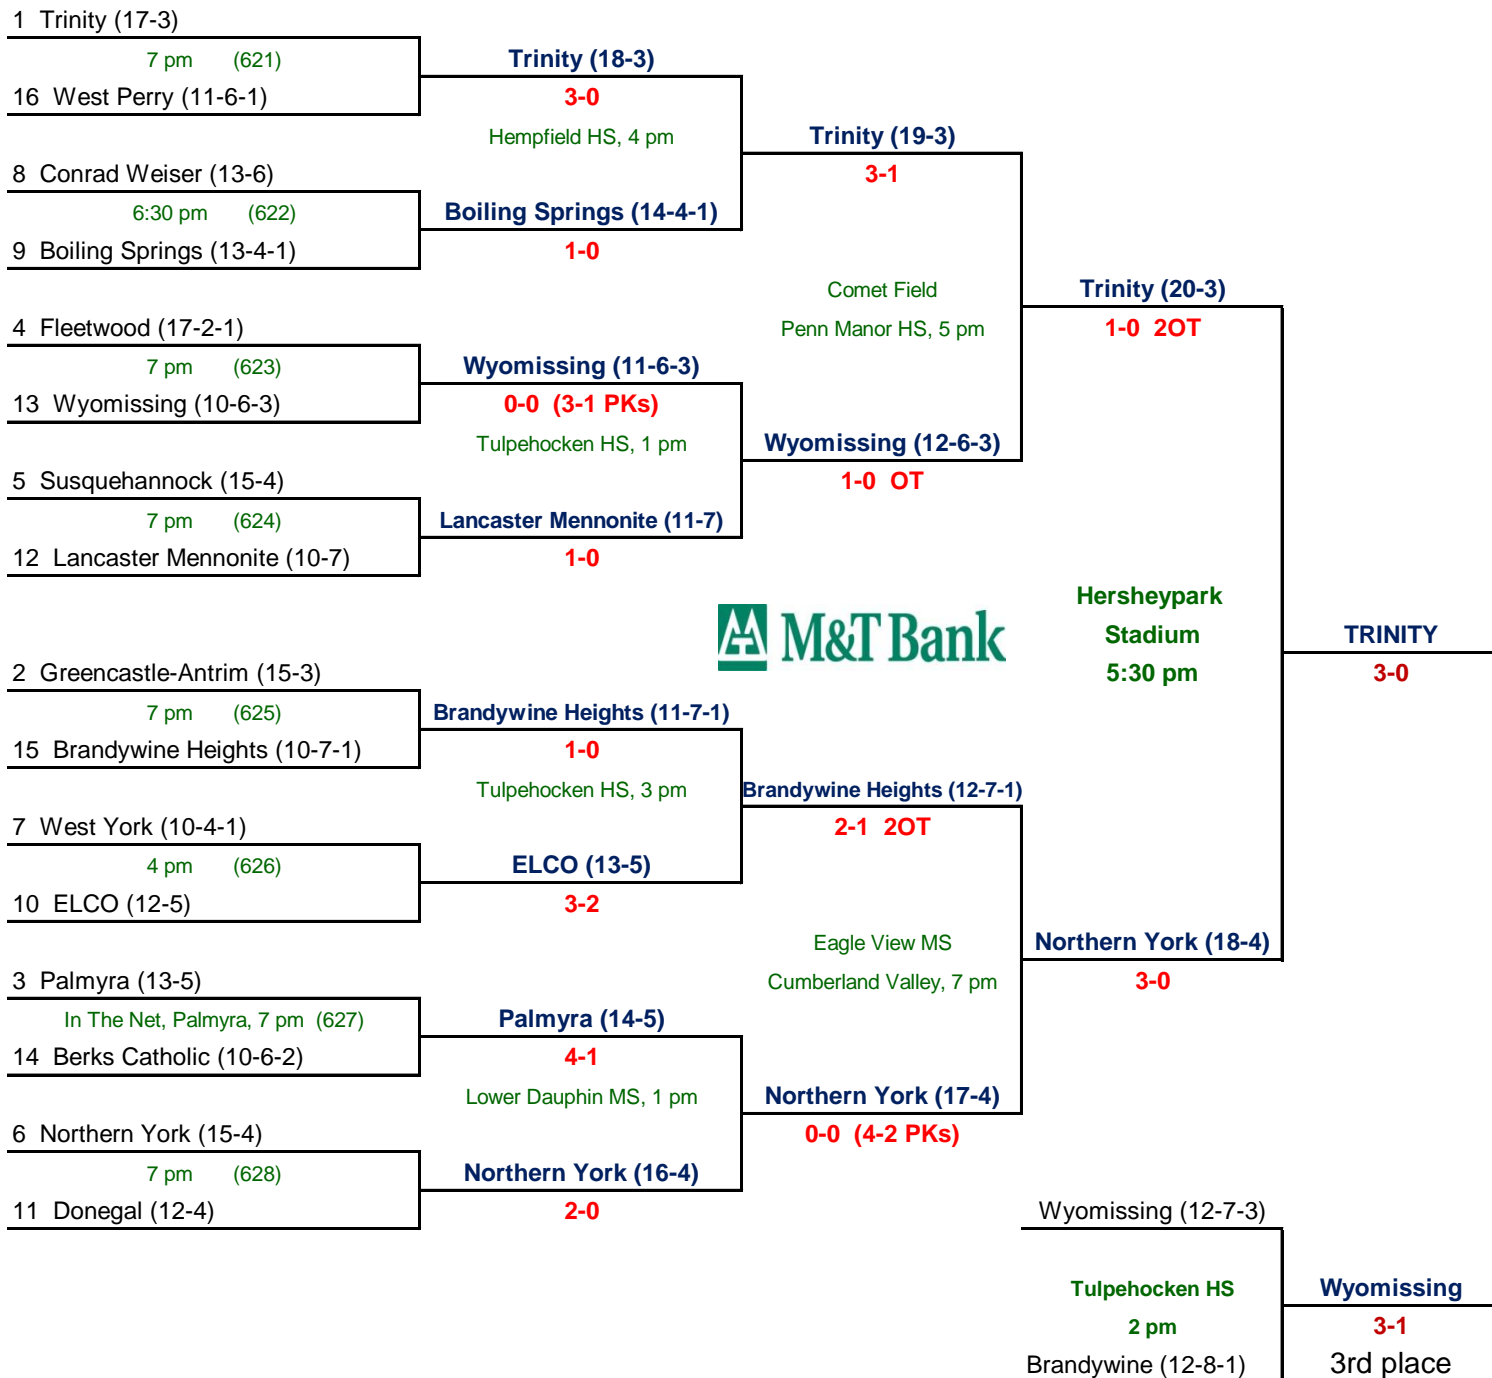 1 Trinity (17-3)
7 pm (621)
16 West Perry (11-6-1)
8 Conrad Weiser (13-6)
6:30 pm (622)
9 Boiling Springs (13-4-1)
4 Fleetwood (17-2-1)
7 pm (623)
13 Wyomissing (10-6-3)
5 Susquehannock (15-4)
7 pm (624)
12 Lancaster Mennonite (10-7)
2 Greencastle-Antrim (15-3)
7 pm (625)
15 Brandywine Heights (10-7-1)
7 West York (10-4-1)
4 pm (626)
10 ELCO (12-5)
3 Palmyra (13-5)
In The Net, Palmyra, 7 pm (627)
14 Berks Catholic (10-6-2)
6 Northern York (15-4)
7 pm (628)
11 Donegal (12-4)
Trinity (18-3)
3-0
Hempfield HS, 4 pm
Boiling Springs (14-4-1)
1-0
Wyomissing (11-6-3)
0-0 (3-1 PKs)
Tulpehocken HS, 1 pm
Lancaster Mennonite (11-7)
1-0
Brandywine Heights (11-7-1)
1-0
Tulpehocken HS, 3 pm
ELCO (13-5)
3-2
Palmyra (14-5)
4-1
Lower Dauphin MS, 1 pm
Northern York (16-4)
2-0
Trinity (19-3)
3-1
Comet Field
Penn Manor HS, 5 pm
Wyomissing (12-6-3)
1-0 OT
M&T Bank
Brandywine Heights (12-7-1)
2-1 2OT
Eagle View MS
Cumberland Valley, 7 pm
Northern York (17-4)
0-0 (4-2 PKs)
Trinity (20-3)
1-0 2OT
Hersheypark
Stadium
5:30 pm
Northern York (18-4)
3-0
TRINITY
3-0
Wyomissing (12-7-3)
Tulpehocken HS
2 pm
Brandywine (12-8-1)
Wyomissing
3-1
3rd place